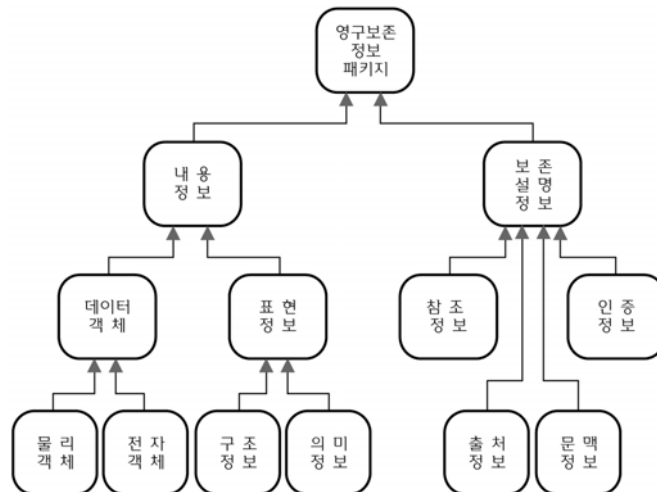 영구보존
정보
패키지
내 용
정 보
보 존
설 명
정 보
데이터
객 체
표 현
정 보
참 조
정 보
인 증
정 보
물 리
객 체
전 자
객 체
구 조
정 보
의 미
정 보
출 처
정 보
문 맥
정 보